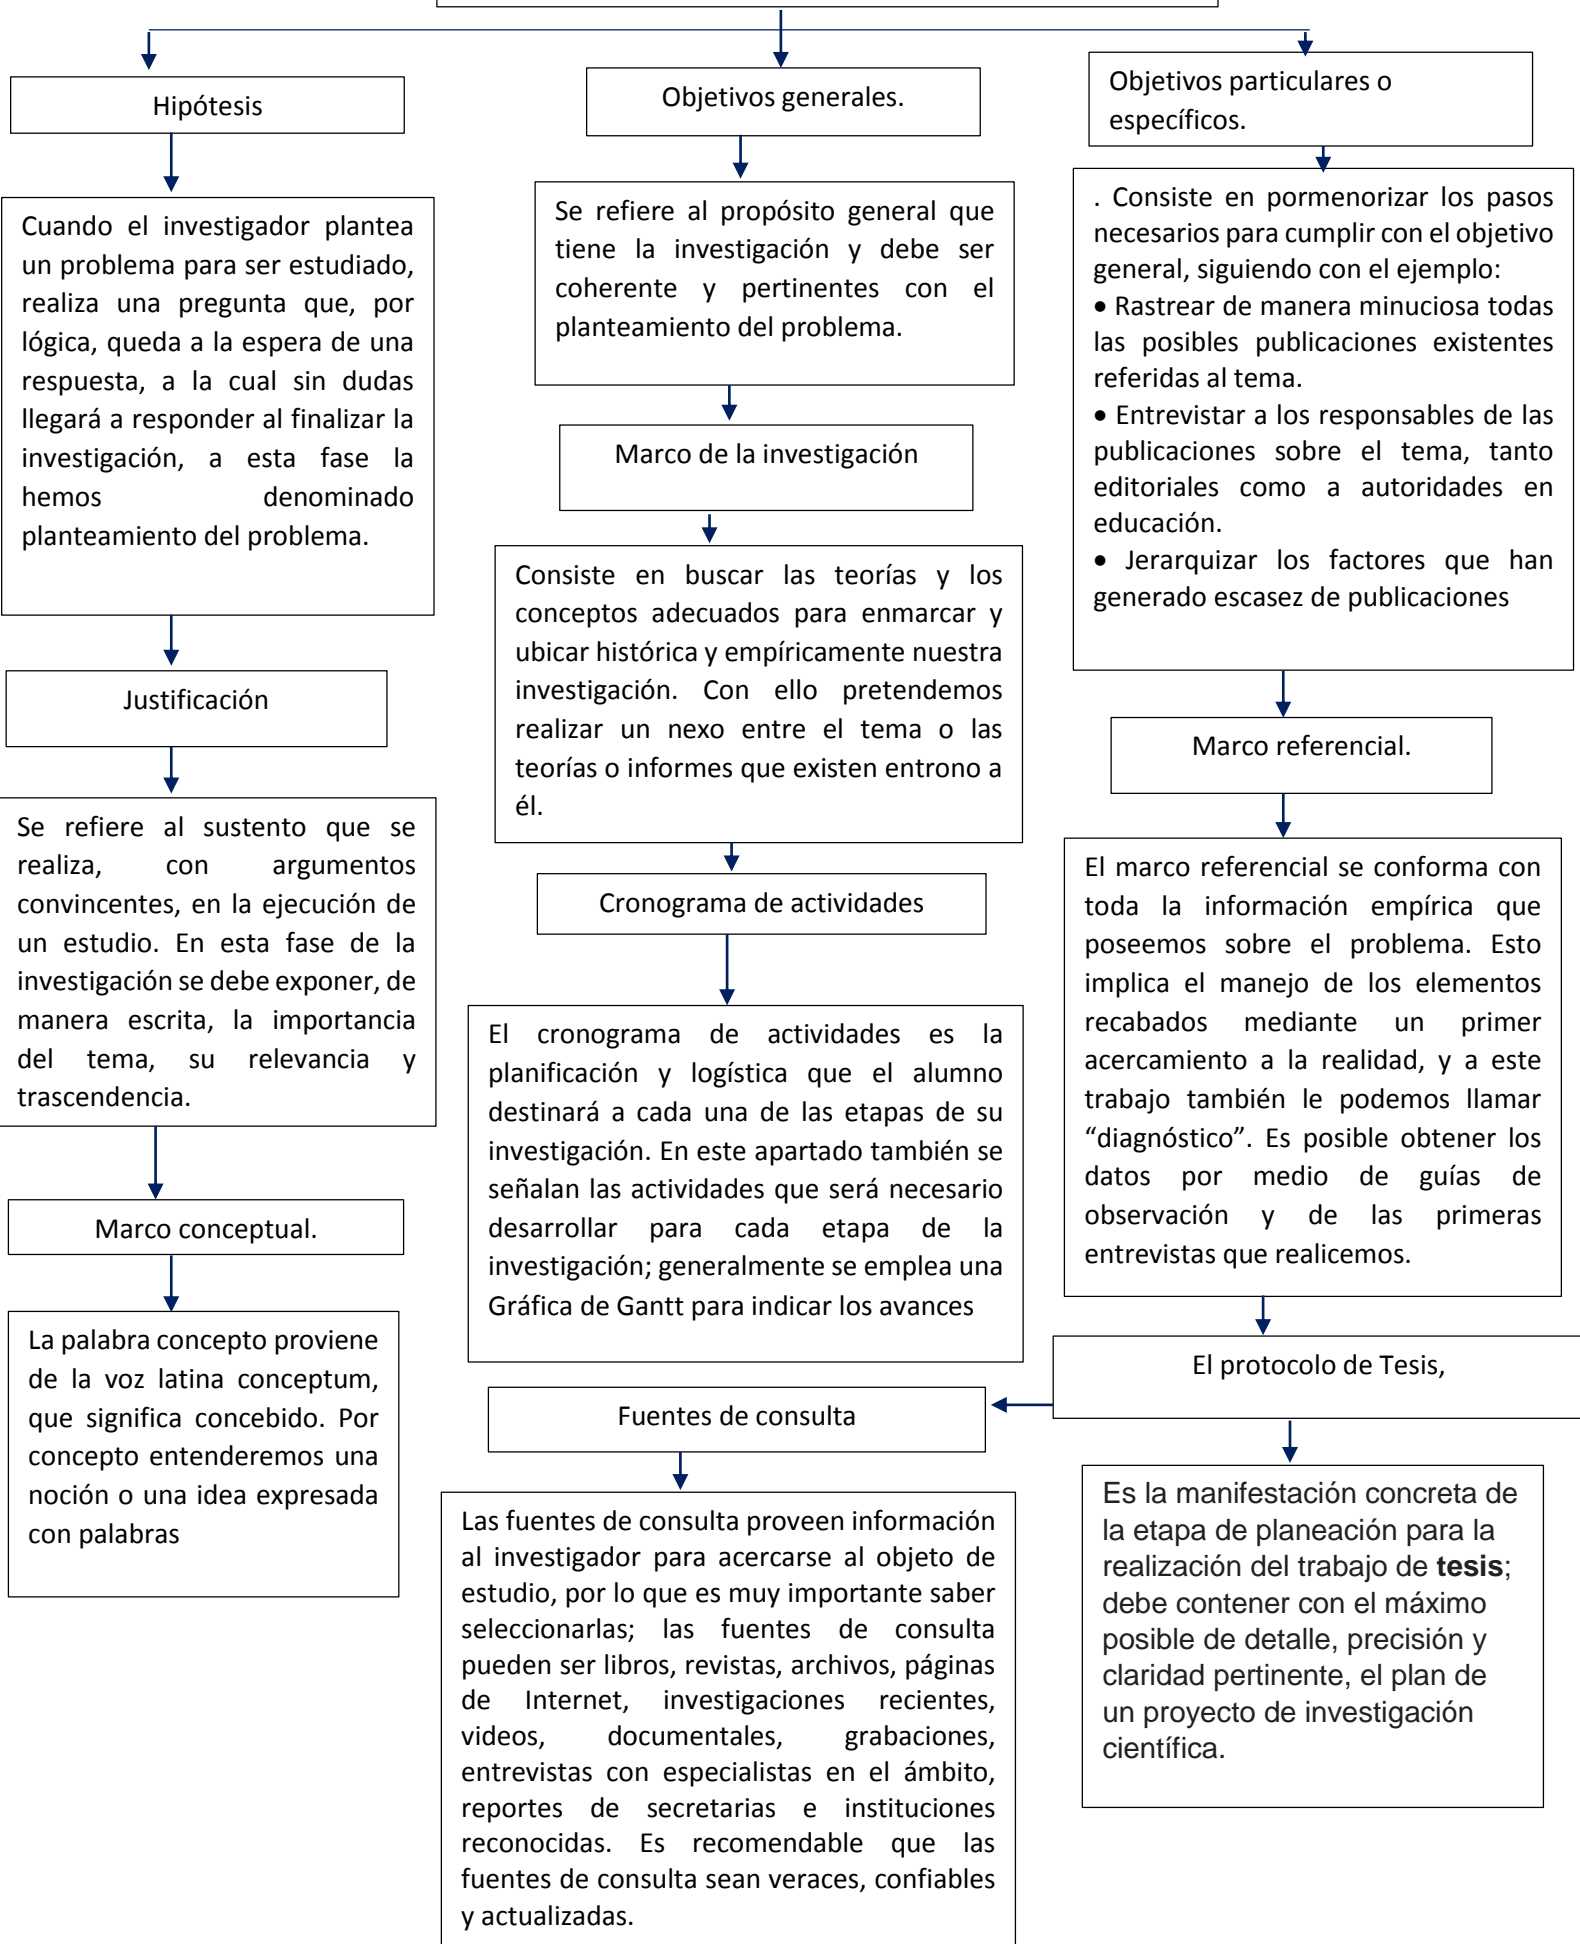 Hipótesis
Cuando el investigador plantea
un problema para ser estudiado,
realiza una pregunta que, por
lógica, queda a la espera de una
respuesta, a la cual sin dudas
llegará a responder al finalizar la
investigación, a esta fase la
hemos denominado
planteamiento del problema.
Justificación
Se refiere al sustento que se
realiza, con argumentos
convincentes, en la ejecución de
un estudio. En esta fase de la
investigación se debe exponer, de
manera escrita, la importancia
del tema, su relevancia y
trascendencia.
Marco conceptual.
La palabra concepto proviene
de la voz latina conceptum,
que significa concebido. Por
concepto entenderemos una
noción o una idea expresada
con palabras
Objetivos generales.
Se refiere al propósito general que
tiene la investigación y debe ser
coherente y pertinentes con el
planteamiento del problema.
Marco de la investigación
Consiste en buscar las teorías y los
conceptos adecuados para enmarcar y
ubicar histórica y empíricamente nuestra
investigación. Con ello pretendemos
realizar un nexo entre el tema o las
teorías o informes que existen entrono a
él.
Cronograma de actividades
El cronograma de actividades es la
planificación y logística que el alumno
destinará a cada una de las etapas de su
investigación. En este apartado también se
señalan las actividades que será necesario
desarrollar para cada etapa de la
investigación; generalmente se emplea una
Gráfica de Gantt para indicar los avances
Fuentes de consulta
Las fuentes de consulta proveen información
al investigador para acercarse al objeto de
estudio, por lo que es muy importante saber
seleccionarlas; las fuentes de consulta
pueden ser libros, revistas, archivos, páginas
de Internet, investigaciones recientes,
videos, documentales, grabaciones,
entrevistas con especialistas en el ámbito,
reportes de secretarias e instituciones
reconocidas. Es recomendable que las
fuentes de consulta sean veraces, confiables
y actualizadas.
Objetivos particulares o
específicos.
. Consiste en pormenorizar los pasos
necesarios para cumplir con el objetivo
general, siguiendo con el ejemplo:
• Rastrear de manera minuciosa todas
las posibles publicaciones existentes
referidas al tema.
• Entrevistar a los responsables de las
publicaciones sobre el tema, tanto
editoriales como a autoridades en
educación.
• Jerarquizar los factores que han
generado escasez de publicaciones
Marco referencial.
El marco referencial se conforma con
toda la información empírica que
poseemos sobre el problema. Esto
implica el manejo de los elementos
recabados mediante un primer
acercamiento a la realidad, y a este
trabajo también le podemos llamar
“diagnóstico”. Es posible obtener los
datos por medio de guías de
observación y de las primeras
entrevistas que realicemos.
El protocolo de Tesis,
Es la manifestación concreta de
la etapa de planeación para la
realización del trabajo de tesis;
debe contener con el máximo
posible de detalle, precisión y
claridad pertinente, el plan de
un proyecto de investigación
científica.